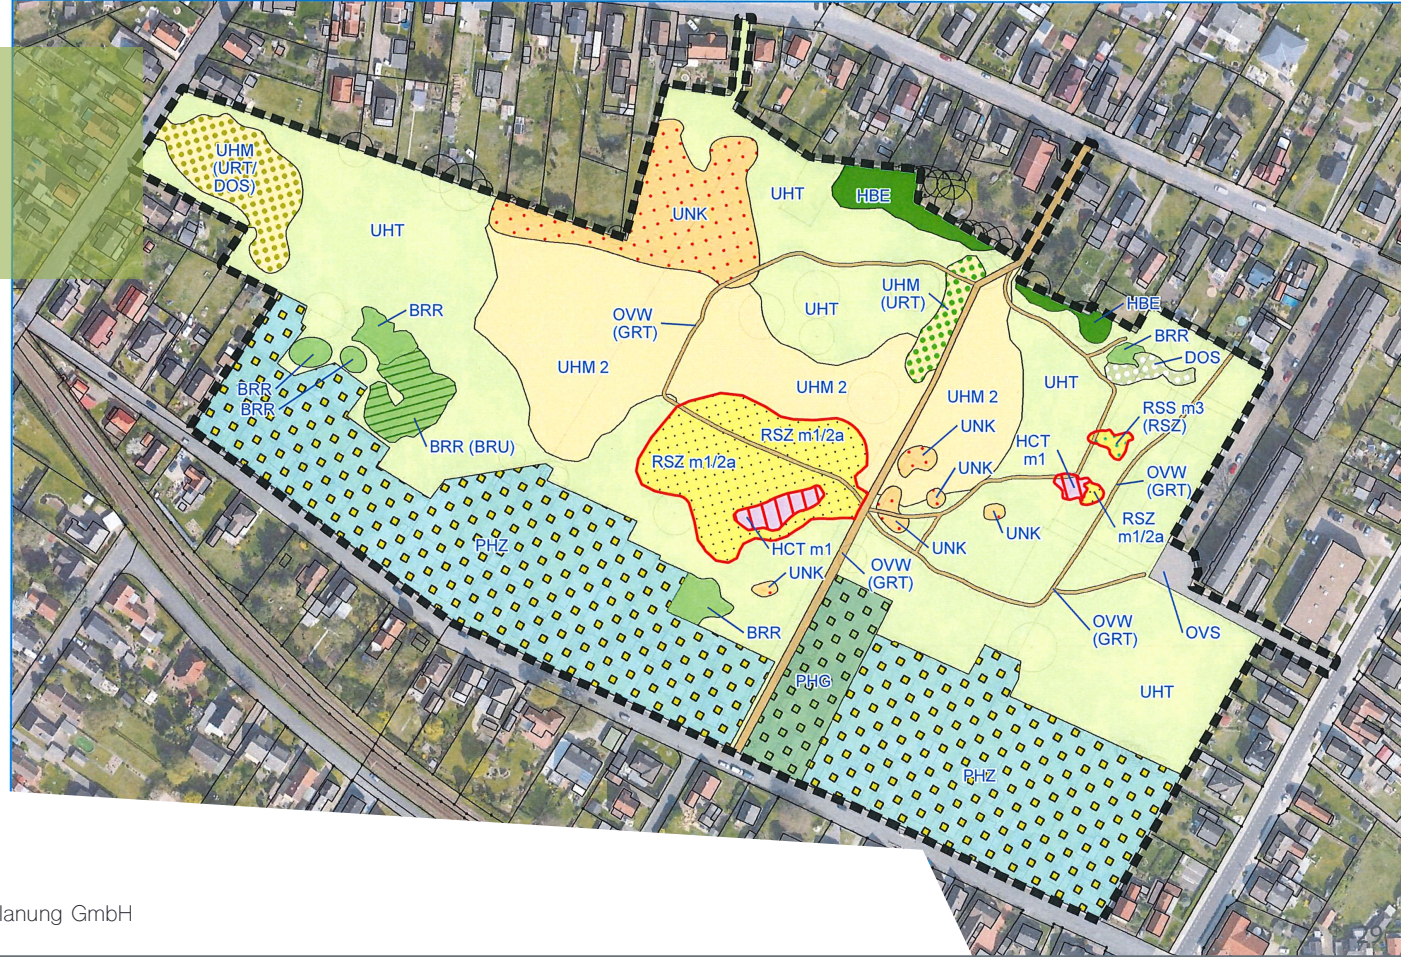 UHM
(URT/
DOS)
UHT
UNK
UHT
HBE
UHM
(URT)
UHT
OVW
(GRT)
HBE
BRR
BRR
DOS
UHM 2
UHM 2
UHM 2
UHT
BRR
BRR
BRR (BRU)
RSS m3
(RSZ)
UNK
HCT
m1
RSZ m1/2a
RSZ m1/2a
UNK
OVW
(GRT)
PHZ
HCT m1
UNK
UNK
RSZ
m1/2a
UNK
OVW
(GRT)
BRR
OVW
(GRT)
OVS
PHG
UHT
PHZ
lanung GmbH
29